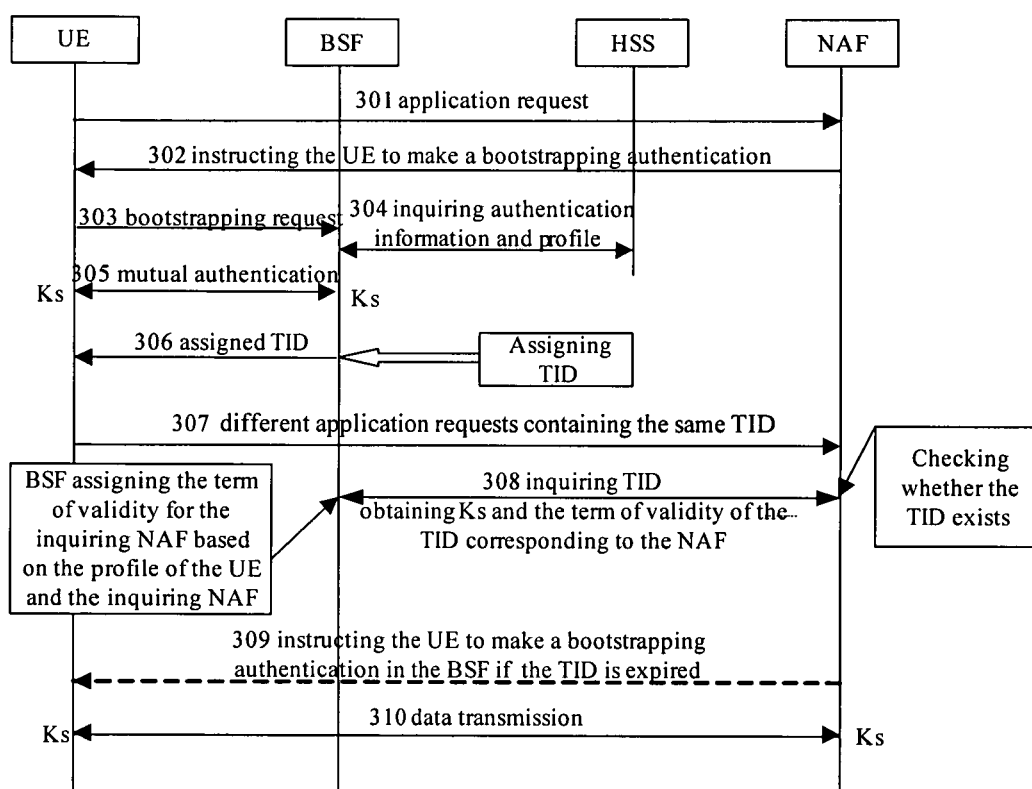 UE
BSF
HSS
NAF
301 application request
302 instructing the UE to make a bootstrapping authentication
303 bootstrapping request
304 inquiring authentication
information and profile
305 mutual authentication
Ks
Ks
306 assigned TID
Assigning
TID
307 different application requests containing the same TID
BSF assigning the term
of validity for the
inquiring NAF based
on the profile of the UE
and the inquiring NAF
308 inquiring TID
obtaining Ks and the term of validity of the
TID corresponding to the NAF
Checking
whether the
TID exists
309 instructing the UE to make a bootstrapping
authentication in the BSF if the TID is expired
310 data transmission
Ks
Ks